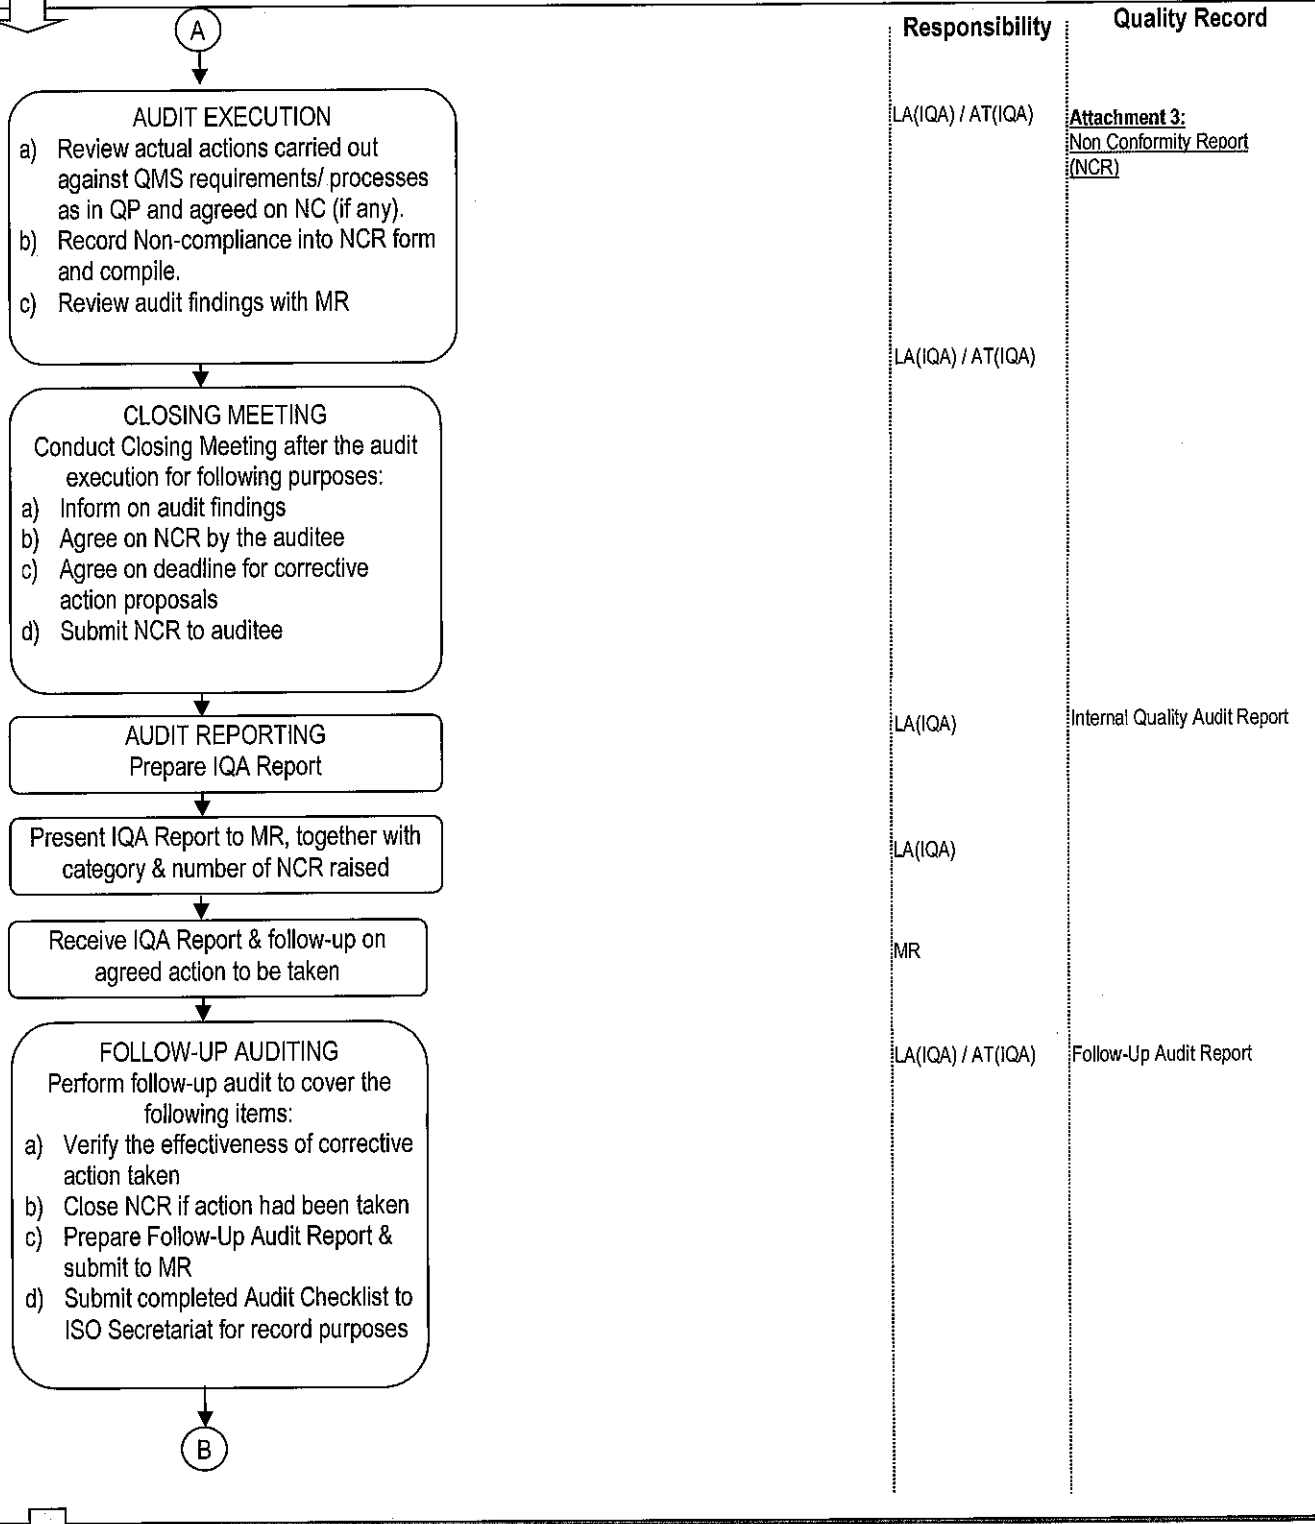 Responsibility
Quality Record
A
AUDIT EXECUTION
a) Review actual actions carried out
against QMS requirements/ processes
as in QP and agreed on NC (if any).
b) Record Non-compliance into NCR form
and compile.
c) Review audit findings with MR
LA(IQA) / AT(IQA)
Attachment 3:
Non Conformity Report
(NCR)
CLOSING MEETING
Conduct Closing Meeting after the audit
execution for following purposes:
a) Inform on audit findings
b) Agree on NCR by the auditee
c) Agree on deadline for corrective
action proposals
d) Submit NCR to auditee
LA(IQA) / AT(IQA)
AUDIT REPORTING
Prepare IQA Report
LA(IQA)
Internal Quality Audit Report
Present IQA Report to MR, together with
category & number of NCR raised
LA(IQA)
Receive IQA Report & follow-up on
agreed action to be taken
MR
FOLLOW-UP AUDITING
Perform follow-up audit to cover the
following items:
a) Verify the effectiveness of corrective
action taken
b) Close NCR if action had been taken
c) Prepare Follow-Up Audit Report &
submit to MR
d) Submit completed Audit Checklist to
ISO Secretariat for record purposes
LA(IQA) / AT(IQA)
Follow-Up Audit Report
B